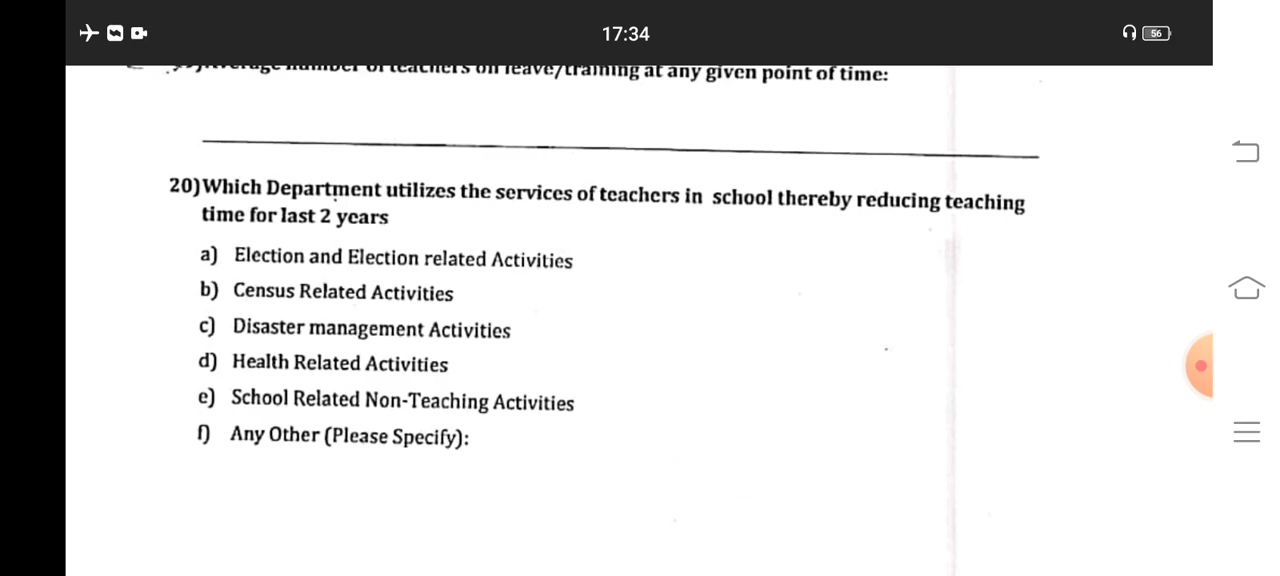 17:34
56
number of teachers on leave/training at any given point of time:
20) Which Department utilizes the services of teachers in school thereby reducing teaching
time for last 2 years
a) Election and Election related Activities
b) Census Related Activities
c) Disaster management Activities
d) Health Related Activities
e) School Related Non-Teaching Activities
f) Any Other (Please Specify):